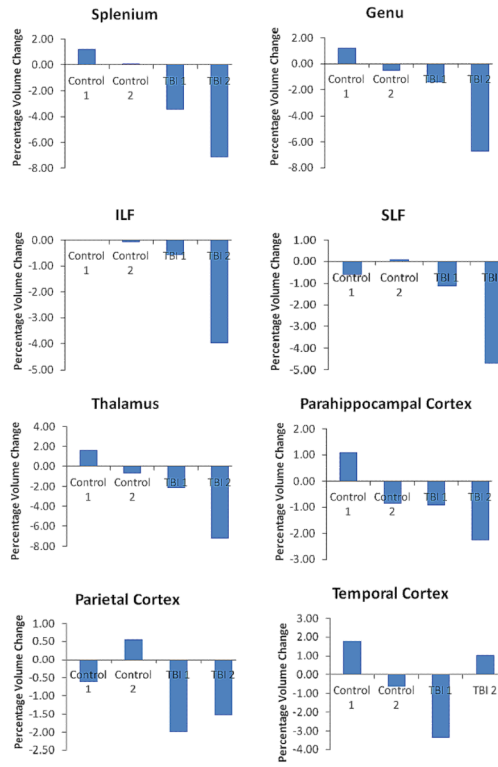 Splenium
Percentage Volume Change
2.00
0.00
-2.00
-4.00
-6.00
-8.00
Control 1
Control 2
TBI 1
TBI 2
Genu
Percentage Volume Change
2.00
0.00
-2.00
-4.00
-6.00
-8.00
Control 1
Control 2
TBI 1
TBI 2
ILF
Percentage Volume Change
0.00
-1.00
-2.00
-3.00
-4.00
-5.00
Control 1
Control 2
TBI 1
TBI 2
SLF
Percentage Volume Change
1.00
0.00
-1.00
-2.00
-3.00
-4.00
-5.00
Control 1
Control 2
TBI 1
TBI
Thalamus
Percentage Volume Change
4.00
2.00
0.00
-2.00
-4.00
-6.00
-8.00
Control 1
Control 2
TBI 1
TBI 2
Parahippocampal Cortex
Percentage Volume Change
2.00
1.00
0.00
-1.00
-2.00
-3.00
Control 1
Control 2
TBI 1
TBI 2
Parietal Cortex
Percentage Volume Change
1.00
0.50
0.00
-0.50
-1.00
-1.50
-2.00
-2.50
Control 1
Control 2
TBI 1
TBI 2
Temporal Cortex
Percentage Volume Change
3.00
2.00
1.00
0.00
-1.00
-2.00
-3.00
-4.00
Control 1
Control 2
TBI 1
TBI 2